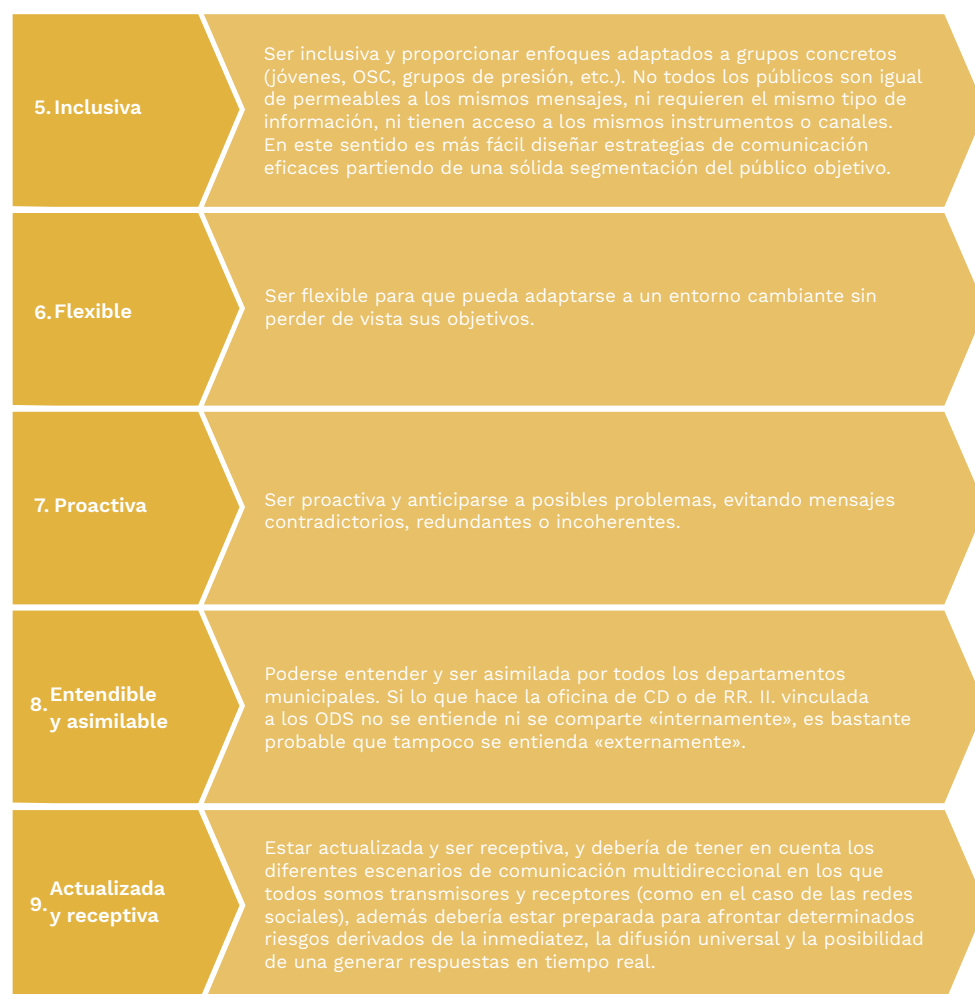 5. Inclusiva
Ser inclusiva y proporcionar enfoques adaptados a grupos concretos
(jóvenes, OSC, grupos de presión, etc.). No todos los públicos son igual
de permeables a los mismos mensajes, ni requieren el mismo tipo de
información, ni tienen acceso a los mismos instrumentos o canales.
En este sentido es más fácil diseñar estrategias de comunicación
eficaces partiendo de una sólida segmentación del público objetivo.
6. Flexible
Ser flexible para que pueda adaptarse a un entorno cambiante sin
perder de vista sus objetivos.
7. Proactiva
Ser proactiva y anticiparse a posibles problemas, evitando mensajes
contradictorios, redundantes o incoherentes.
8. Entendible
y asimilable
Poderse entender y ser asimilada por todos los departamentos
municipales. Si lo que hace la oficina de CD o de RR. II. vinculada
a los ODS no se entiende ni se comparte «internamente», es bastante
probable que tampoco se entienda «externamente».
9. Actualizada
y receptiva
Estar actualizada y ser receptiva, y debería de tener en cuenta los
diferentes escenarios de comunicación multidireccional en los que
todos somos transmisores y receptores (como en el caso de las redes
sociales), además debería estar preparada para afrontar determinados
riesgos derivados de la inmediatez, la difusión universal y la posibilidad
de una generar respuestas en tiempo real.